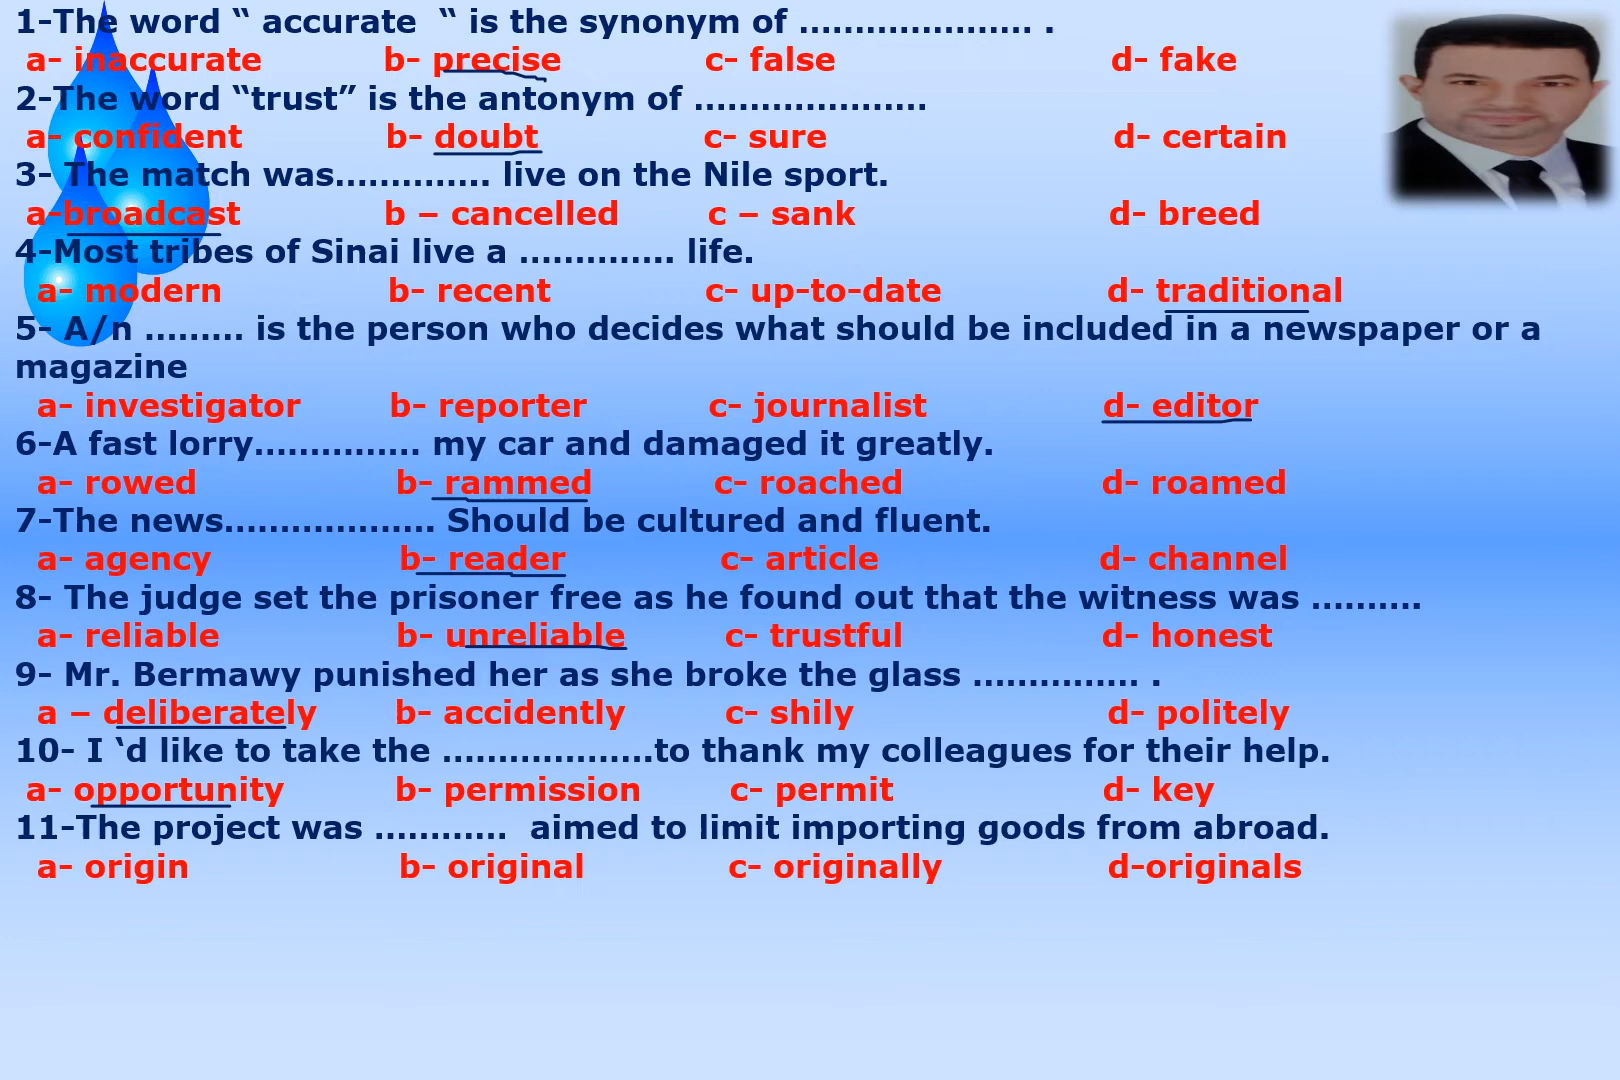 1-The word “ accurate “ is the synonym of ..................... .
a- inaccurate b- precise c- false d- fake
2-The word “trust” is the antonym of .....................
a- confident b- doubt c- sure d- certain
3- The match was.............. live on the Nile sport.
a-broadcast b – cancelled c – sank d- breed
4-Most tribes of Sinai live a .............. life.
a- modern b- recent c- up-to-date d- traditional
5- A/n ......... is the person who decides what should be included in a newspaper or a
magazine
a- investigator b- reporter c- journalist d- editor
6-A fast lorry............... my car and damaged it greatly.
a- rowed b- rammed c- roached d- roamed
7-The news................... Should be cultured and fluent.
a- agency b- reader c- article d- channel
8- The judge set the prisoner free as he found out that the witness was ..........
a- reliable b- unreliable c- trustful d- honest
9- Mr. Bermawy punished her as she broke the glass ............... .
a – deliberately b- accidently c- shily d- politely
10- I ‘d like to take the ...................to thank my colleagues for their help.
a- opportunity b- permission c- permit d- key
11-The project was ............ aimed to limit importing goods from abroad.
a- origin b- original c- originally d-originals